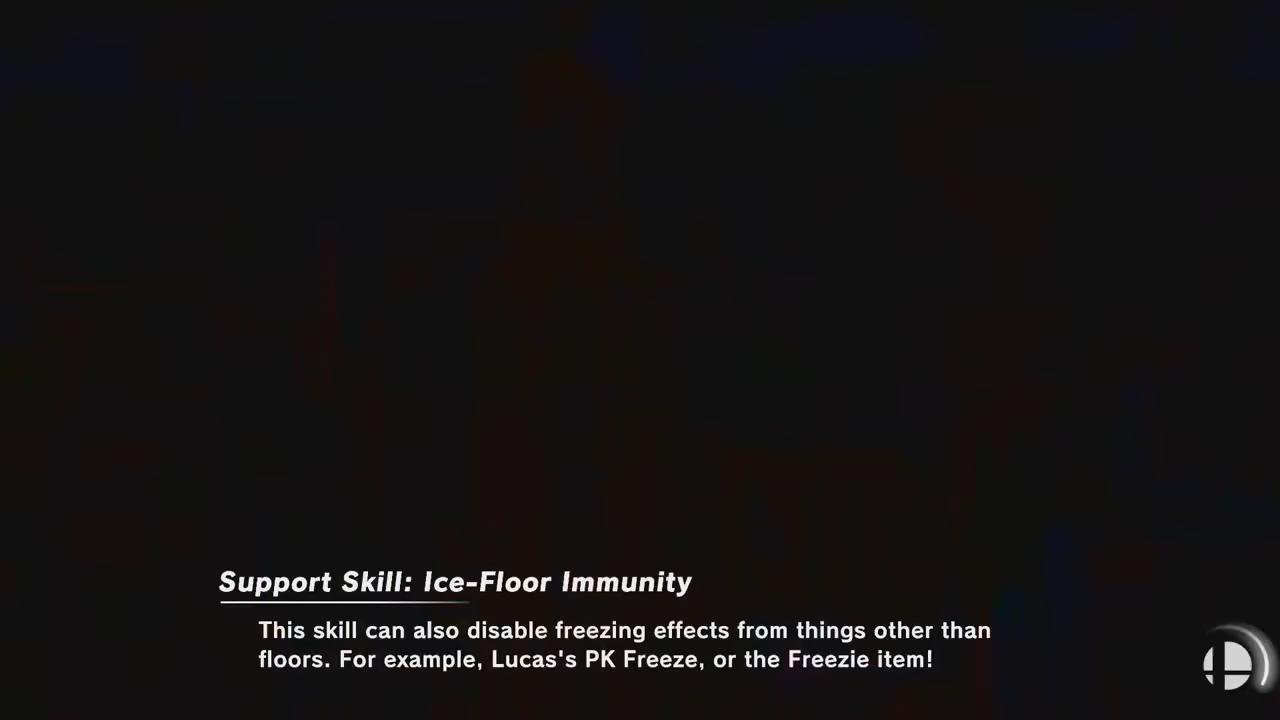 Support Skill: Ice-Floor Immunity
This skill can also disable freezing effects from things other than
floors. For example, Lucas's PK Freeze, or the Freezie item!